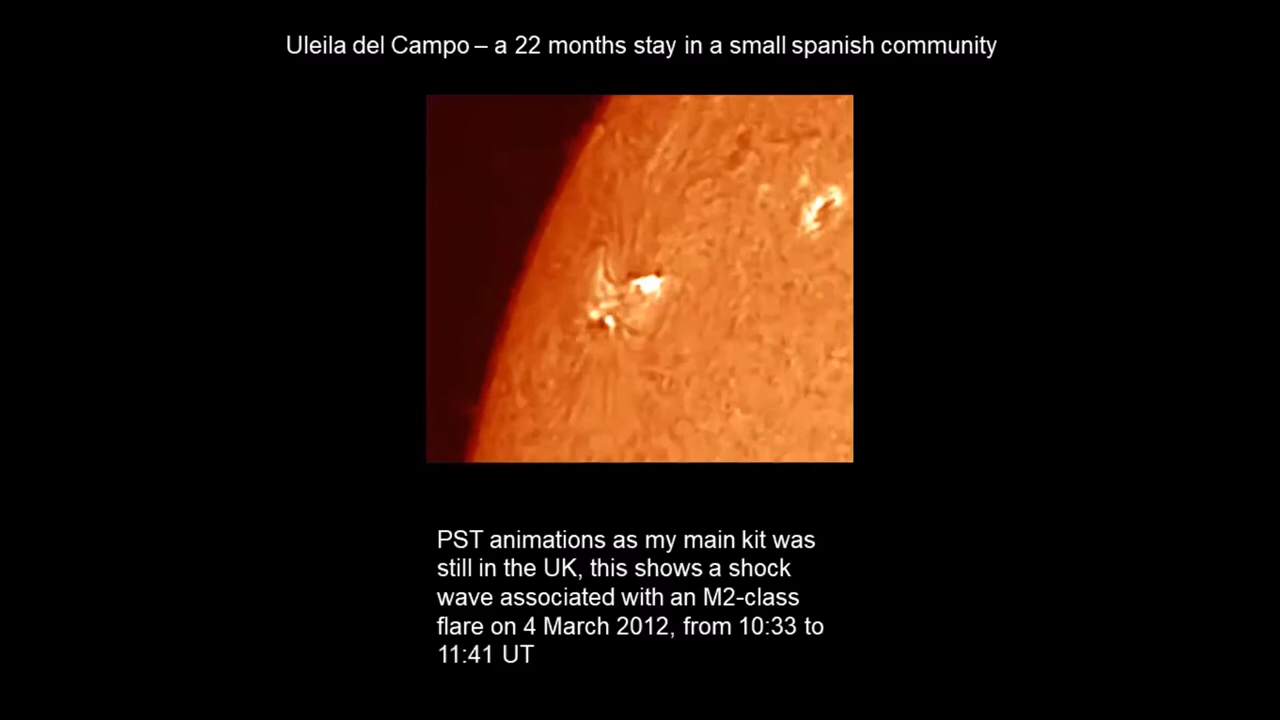 Uleila del Campo – a 22 months stay in a small spanish community
PST animations as my main kit was
still in the UK, this shows a shock
wave associated with an M2-class
flare on 4 March 2012, from 10:33 to
11:41 UT